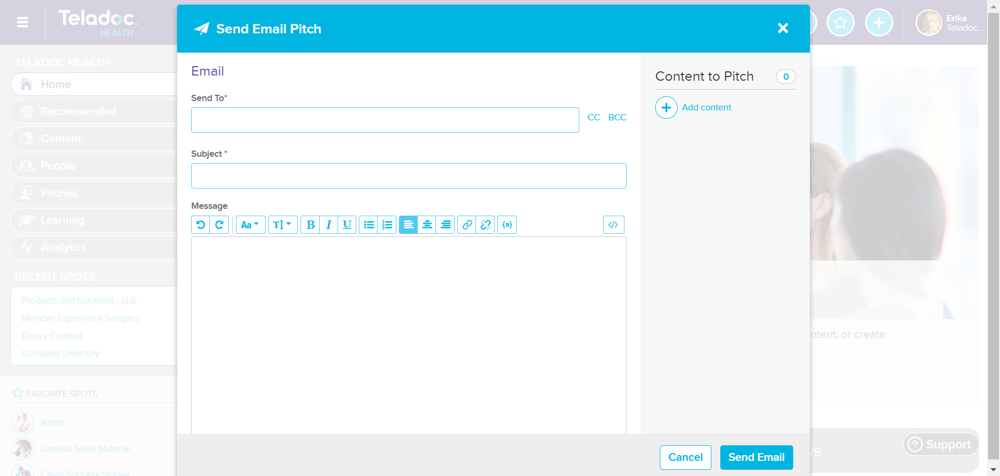 Teladoc
HEALTH
Send Email Pitch
Erika
Teladoc ...
TELADOC HEALTH
Home
Recommended
Content
People
Pitches
Learning
Analytics
RECENT SPOTS
Products and Solutions - U.S.
Member Experience Samples
Erika's Content
Company Directory
FAVORITE SPOTS
Aetna
Canada Sales Material
Client Success Stories
Email
Send To*
CC BCC
Subject *
Message
Aa
T
B I U
{a}
</>
Content to Pitch 0
Add content
ntent, or create
Cancel
Send Email
Support